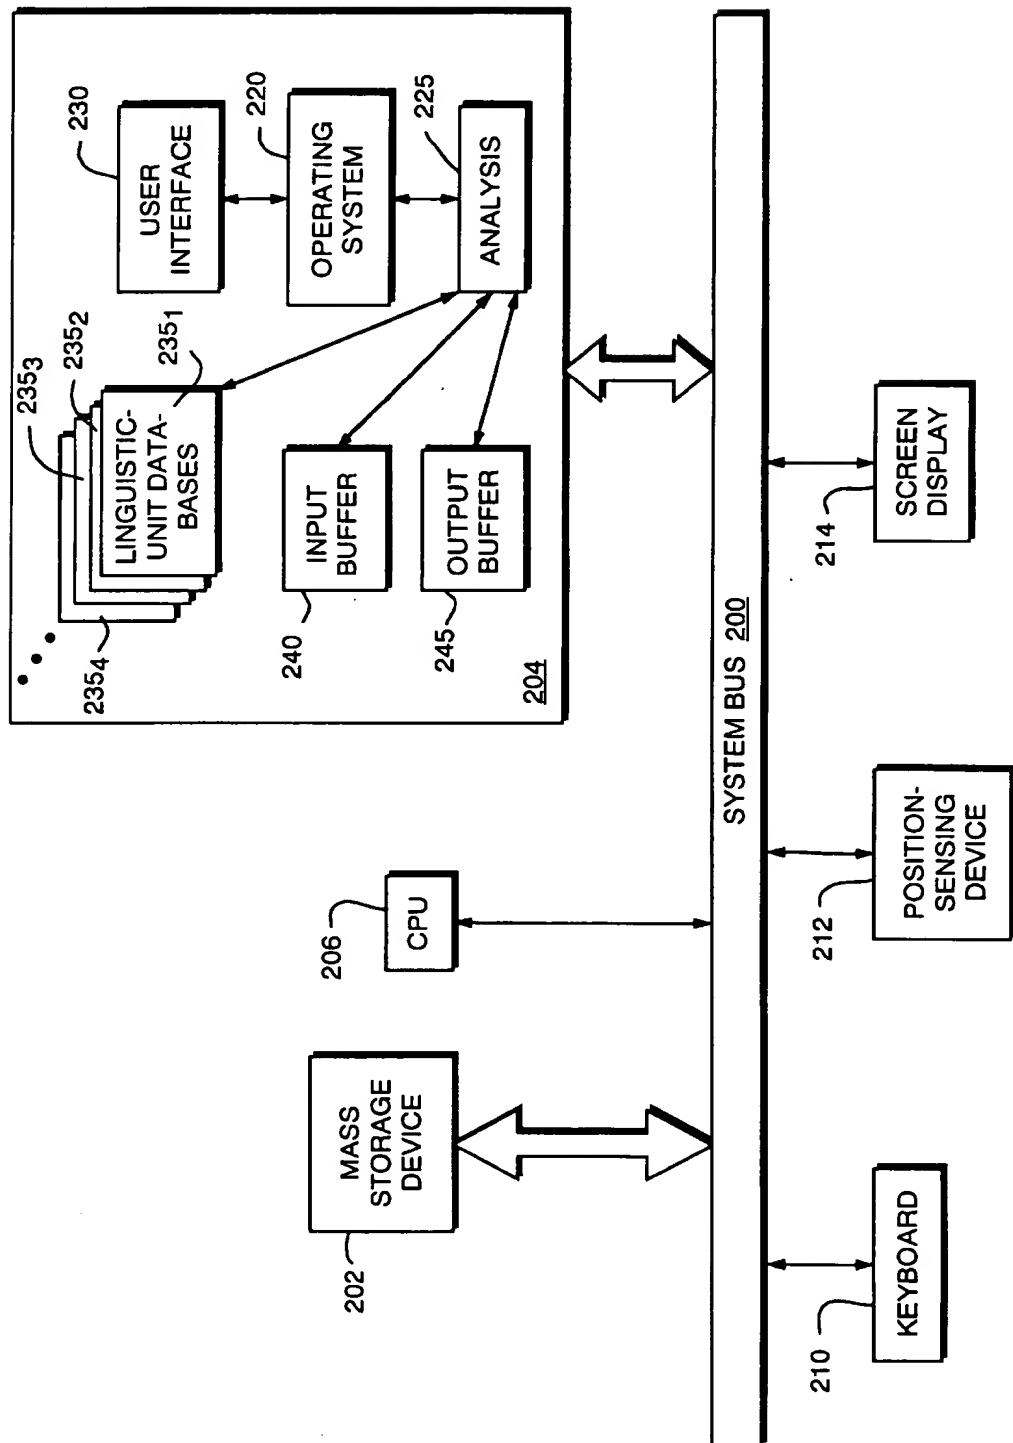 230
USER
INTERFACE
220
OPERATING
SYSTEM
225
ANALYSIS
235₃
235₂
235₁
LINGUISTIC-
UNIT DATA-
BASES
235₄
INPUT
BUFFER
240
OUTPUT
BUFFER
245
204
206
CPU
MASS
STORAGE
DEVICE
202
SYSTEM BUS 200
KEYBOARD
210
POSITION-
SENSING
DEVICE
212
SCREEN
DISPLAY
214